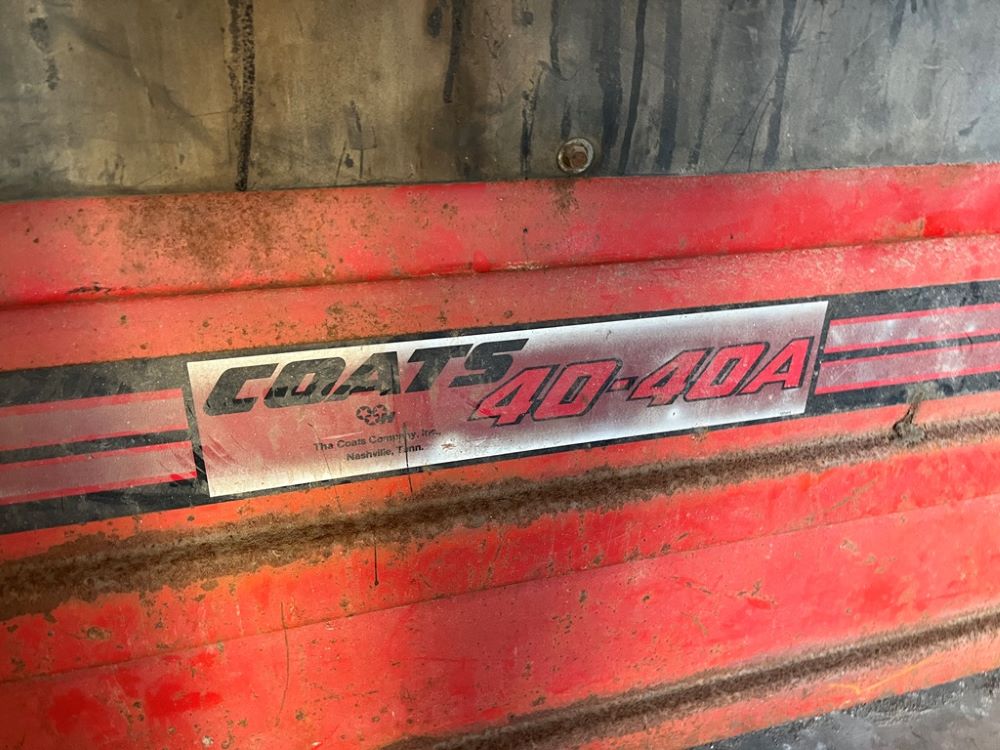 COATS 40-40A
The Coats Company, Inc.
Nashville, Tenn.